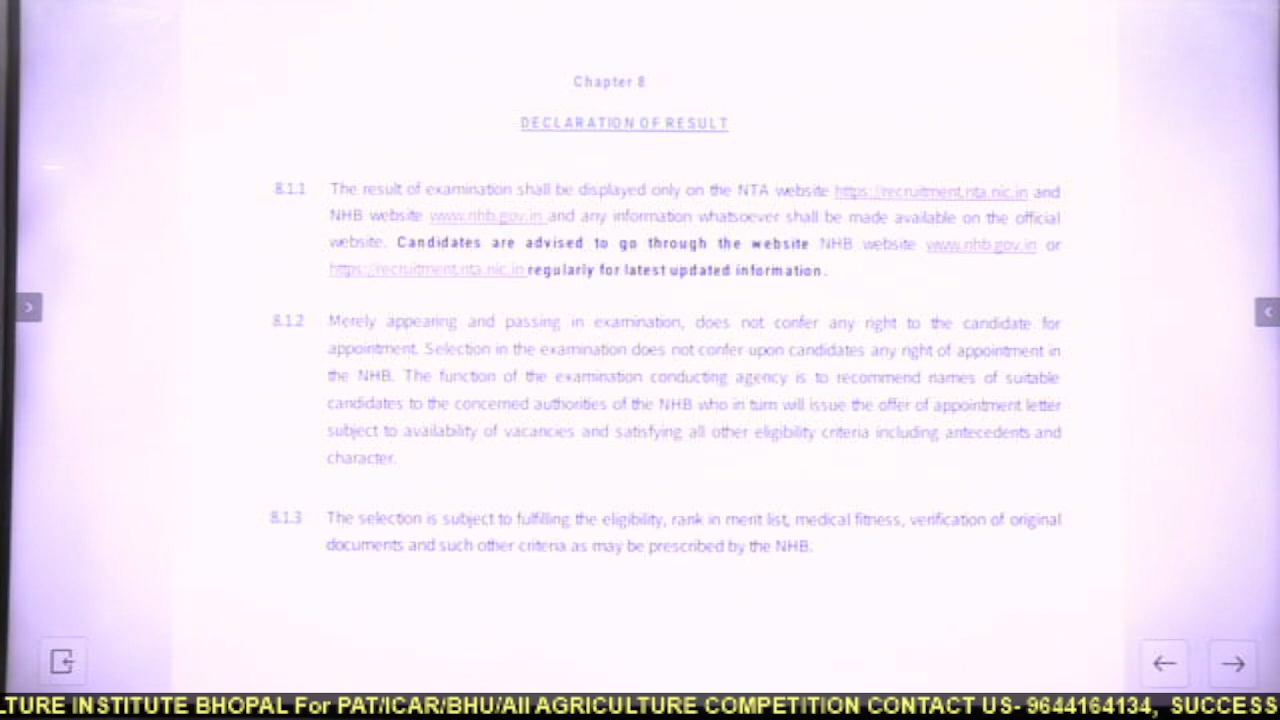 Chapter 8
DECLARATION OF RESULT
8.1.1 The result of examination shall be displayed only on the NTA website https://recruitment.nta.nic.in and
NHB website www.nhb.gov.in and any information whatsoever shall be made available on the official
website. Candidates are advised to go through the website NHB website www.nhb.gov.in or
https://recruitment.nta.nic.in regularly for latest updated information.
8.1.2 Merely appearing and passing in examination, does not confer any right to the candidate for
appointment. Selection in the examination does not confer upon candidates any right of appointment in
the NHB. The function of the examination conducting agency is to recommend names of suitable
candidates to the concerned authorities of the NHB who in turn will issue the offer of appointment letter
subject to availability of vacancies and satisfying all other eligibility criteria including antecedents and
character.
8.1.3 The selection is subject to fulfilling the eligibility, rank in merit list, medical fitness, verification of original
documents and such other criteria as may be prescribed by the NHB.
LTURE INSTITUTE BHOPAL For PAT/ICAR/BHU/All AGRICULTURE COMPETITION CONTACT US- 9644164134, SUCCESS